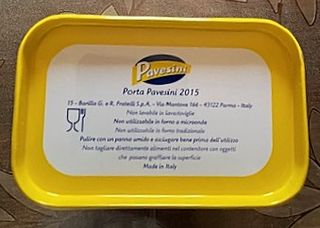 Pavesini
Porta Pavesini 2015
15 - Barilla G. e R. Fratelli S.p.A. - Via Mantova 166 - 43122 Parma - Italy
Non lavabile in lavastoviglie
Non utilizzabile in forno a microonde
Non utilizzabile in forno tradizionale
Pulire con un panno umido e asciugare bene prima dell'utilizzo
Non tagliare direttamente alimenti nel contenitore con oggetti
che possano graffiare la superficie
Made in Italy